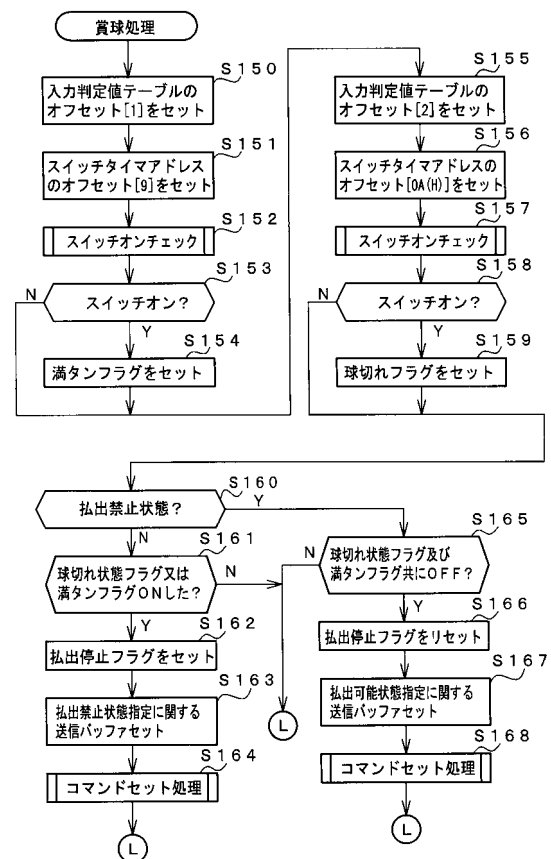 賞球処理
S150
入力判定値テーブルの
オフセット[1]をセット
S151
スイッチタイマアドレス
のオフセット[9]をセット
S152
スイッチオンチェック
S153
N
スイッチオン?
Y
S154
満タンフラグをセット
S155
入力判定値テーブルの
オフセット[2]をセット
S156
スイッチタイマアドレスの
オフセット[0A(H)]をセット
S157
スイッチオンチェック
S158
N
スイッチオン?
Y
S159
球切れフラグをセット
S160
払出禁止状態?
Y
N
S161
球切れ状態フラグ又は
満タンフラグONした?
N
Y
S162
払出停止フラグをセット
S163
払出禁止状態指定に関する
送信バッファセット
S164
コマンドセット処理
L
S165
N
球切れ状態フラグ及び
満タンフラグ共にOFF?
Y
S166
払出停止フラグをリセット
S167
払出可能状態指定に関する
送信バッファセット
S168
コマンドセット処理
L
L